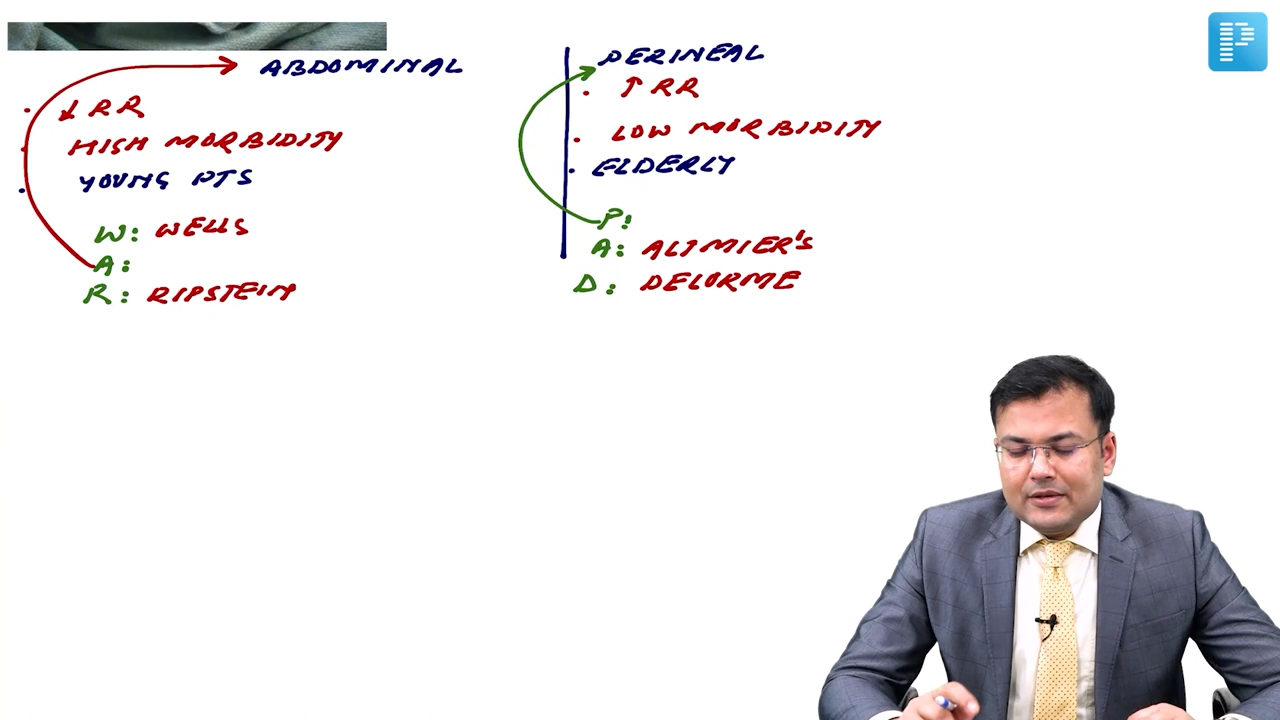 ABDOMINAL
. ↓ RR
. HIGH MORBIDITY
. YOUNG PTS
W: WELLS
A:
R: RIPSTEIN
PERINEAL
. ↑ RR
. LOW MORBIDITY
. ELDERLY
P:
A: ALTMIER'S
D: DELORME
P